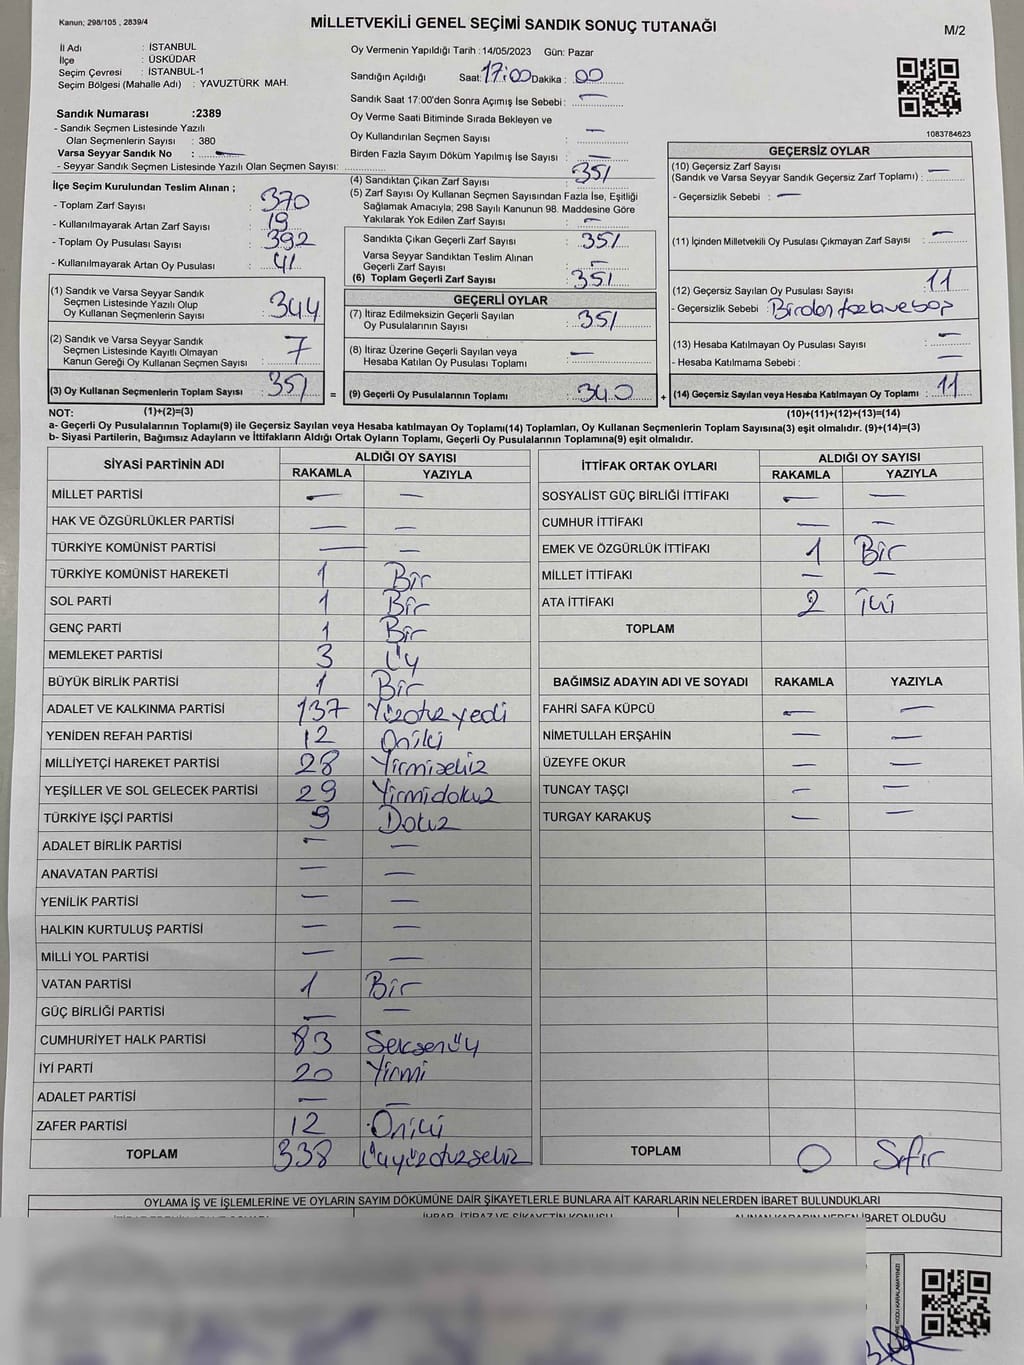 Kanun; 298/105 , 2839/4
MİLLETVEKİLİ GENEL SEÇİMİ SANDIK SONUÇ TUTANAĞI
M/2
İl Adı : İSTANBUL
İlçe : ÜSKÜDAR
Seçim Çevresi : İSTANBUL-1
Seçim Bölgesi (Mahalle Adı) : YAVUZTÜRK MAH.
Sandık Numarası :2389
- Sandık Seçmen Listesinde Yazılı
Olan Seçmenlerin Sayısı : 380
Varsa Seyyar Sandık No : —
- Seyyar Sandık Seçmen Listesinde Yazılı Olan Seçmen Sayısı:
Oy Vermenin Yapıldığı Tarih : 14/05/2023 Gün: Pazar
Sandığın Açıldığı Saat: 17:00 Dakika : 00
Sandık Saat 17:00'den Sonra Açımış İse Sebebi : —
Oy Verme Saati Bitiminde Sırada Bekleyen ve
Oy Kullandırılan Seçmen Sayısı : —
Birden Fazla Sayım Döküm Yapılmış İse Sayısı : —
1083784623
İlçe Seçim Kurulundan Teslim Alınan ;
- Toplam Zarf Sayısı : 370
- Kullanılmayarak Artan Zarf Sayısı : 19
- Toplam Oy Pusulası Sayısı : 392
- Kullanılmayarak Artan Oy Pusulası : 41
(1) Sandık ve Varsa Seyyar Sandık
Seçmen Listesinde Yazılı Olup
Oy Kullanan Seçmenlerin Sayısı : 344
(2) Sandık ve Varsa Seyyar Sandık
Seçmen Listesinde Kayıtlı Olmayan
Kanun Gereği Oy Kullanan Seçmen Sayısı : 7
(3) Oy Kullanan Seçmenlerin Toplam Sayısı : 351 =
(4) Sandıktan Çıkan Zarf Sayısı : 351
(5) Zarf Sayısı Oy Kullanan Seçmen Sayısından Fazla İse, Eşitliği
Sağlamak Amacıyla; 298 Sayılı Kanunun 98. Maddesine Göre
Yakılarak Yok Edilen Zarf Sayısı : —
Sandıkta Çıkan Geçerli Zarf Sayısı : 351
Varsa Seyyar Sandıktan Teslim Alınan
Geçerli Zarf Sayısı : —
(6) Toplam Geçerli Zarf Sayısı : 351
GEÇERLİ OYLAR
(7) İtiraz Edilmeksizin Geçerli Sayılan
Oy Pusulalarının Sayısı : 351
(8) İtiraz Üzerine Geçerli Sayılan veya
Hesaba Katılan Oy Pusulası Toplamı : —
(9) Geçerli Oy Pusulalarının Toplamı : 340 +
GEÇERSİZ OYLAR
(10) Geçersiz Zarf Sayısı
(Sandık ve Varsa Seyyar Sandık Geçersiz Zarf Toplamı) : —
- Geçersizlik Sebebi : —
(11) İçinden Milletvekili Oy Pusulası Çıkmayan Zarf Sayısı : —
(12) Geçersiz Sayılan Oy Pusulası Sayısı : 11
- Geçersizlik Sebebi : Birden fazla ve boş
(13) Hesaba Katılmayan Oy Pusulası Sayısı : —
- Hesaba Katılmama Sebebi : —
(14) Geçersiz Sayılan veya Hesaba Katılmayan Oy Toplamı : 11
NOT: (1)+(2)=(3) (10)+(11)+(12)+(13)=(14)
a- Geçerli Oy Pusulalarının Toplamı(9) ile Geçersiz Sayılan veya Hesaba katılmayan Oy Toplamı(14) Toplamları, Oy Kullanan Seçmenlerin Toplam Sayısına(3) eşit olmalıdır. (9)+(14)=(3)
b- Siyasi Partilerin, Bağımsız Adayların ve İttifakların Aldığı Ortak Oyların Toplamı, Geçerli Oy Pusulalarının Toplamına(9) eşit olmalıdır.
SİYASİ PARTİNİN ADI ALDIĞI OY SAYISI
RAKAMLA YAZIYLA
MİLLET PARTİSİ — —
HAK VE ÖZGÜRLÜKLER PARTİSİ — —
TÜRKİYE KOMÜNİST PARTİSİ — —
TÜRKİYE KOMÜNİST HAREKETİ 1 Bir
SOL PARTİ 1 Bir
GENÇ PARTİ 1 Bir
MEMLEKET PARTİSİ 3 Üç
BÜYÜK BİRLİK PARTİSİ 1 Bir
ADALET VE KALKINMA PARTİSİ 137 Yüzotuzyedi
YENİDEN REFAH PARTİSİ 12 Oniki
MİLLİYETÇİ HAREKET PARTİSİ 28 Yirmisekiz
YEŞİLLER VE SOL GELECEK PARTİSİ 29 Yirmidokuz
TÜRKİYE İŞÇİ PARTİSİ 9 Dokuz
ADALET BİRLİK PARTİSİ — —
ANAVATAN PARTİSİ — —
YENİLİK PARTİSİ — —
HALKIN KURTULUŞ PARTİSİ — —
MİLLİ YOL PARTİSİ — —
VATAN PARTİSİ 1 Bir
GÜÇ BİRLİĞİ PARTİSİ — —
CUMHURİYET HALK PARTİSİ 83 Seksenüç
İYİ PARTİ 20 Yirmi
ADALET PARTİSİ — —
ZAFER PARTİSİ 12 Oniki
TOPLAM 338 Üçyüzotuzsekiz
İTTİFAK ORTAK OYLARI ALDIĞI OY SAYISI
RAKAMLA YAZIYLA
SOSYALİST GÜÇ BİRLİĞİ İTTİFAKI — —
CUMHUR İTTİFAKI — —
EMEK VE ÖZGÜRLÜK İTTİFAKI 1 Bir
MİLLET İTTİFAKI — —
ATA İTTİFAKI 2 İki
TOPLAM
BAĞIMSIZ ADAYIN ADI VE SOYADI RAKAMLA YAZIYLA
FAHRİ SAFA KÜPCÜ — —
NİMETULLAH ERŞAHİN — —
ÜZEYFE OKUR — —
TUNCAY TAŞÇI — —
TURGAY KARAKUŞ — —
TOPLAM 0 Sıfır
OYLAMA İŞ VE İŞLEMLERİNE VE OYLARIN SAYIM DÖKÜMÜNE DAİR ŞİKAYETLERLE BUNLARA AİT KARARLARIN NELERDEN İBARET BULUNDUKLARI
İHBAR, İTİRAZ VE ŞİKAYETİN KONUSU
ALINAN KARARIN NEDEN İBARET OLDUĞU